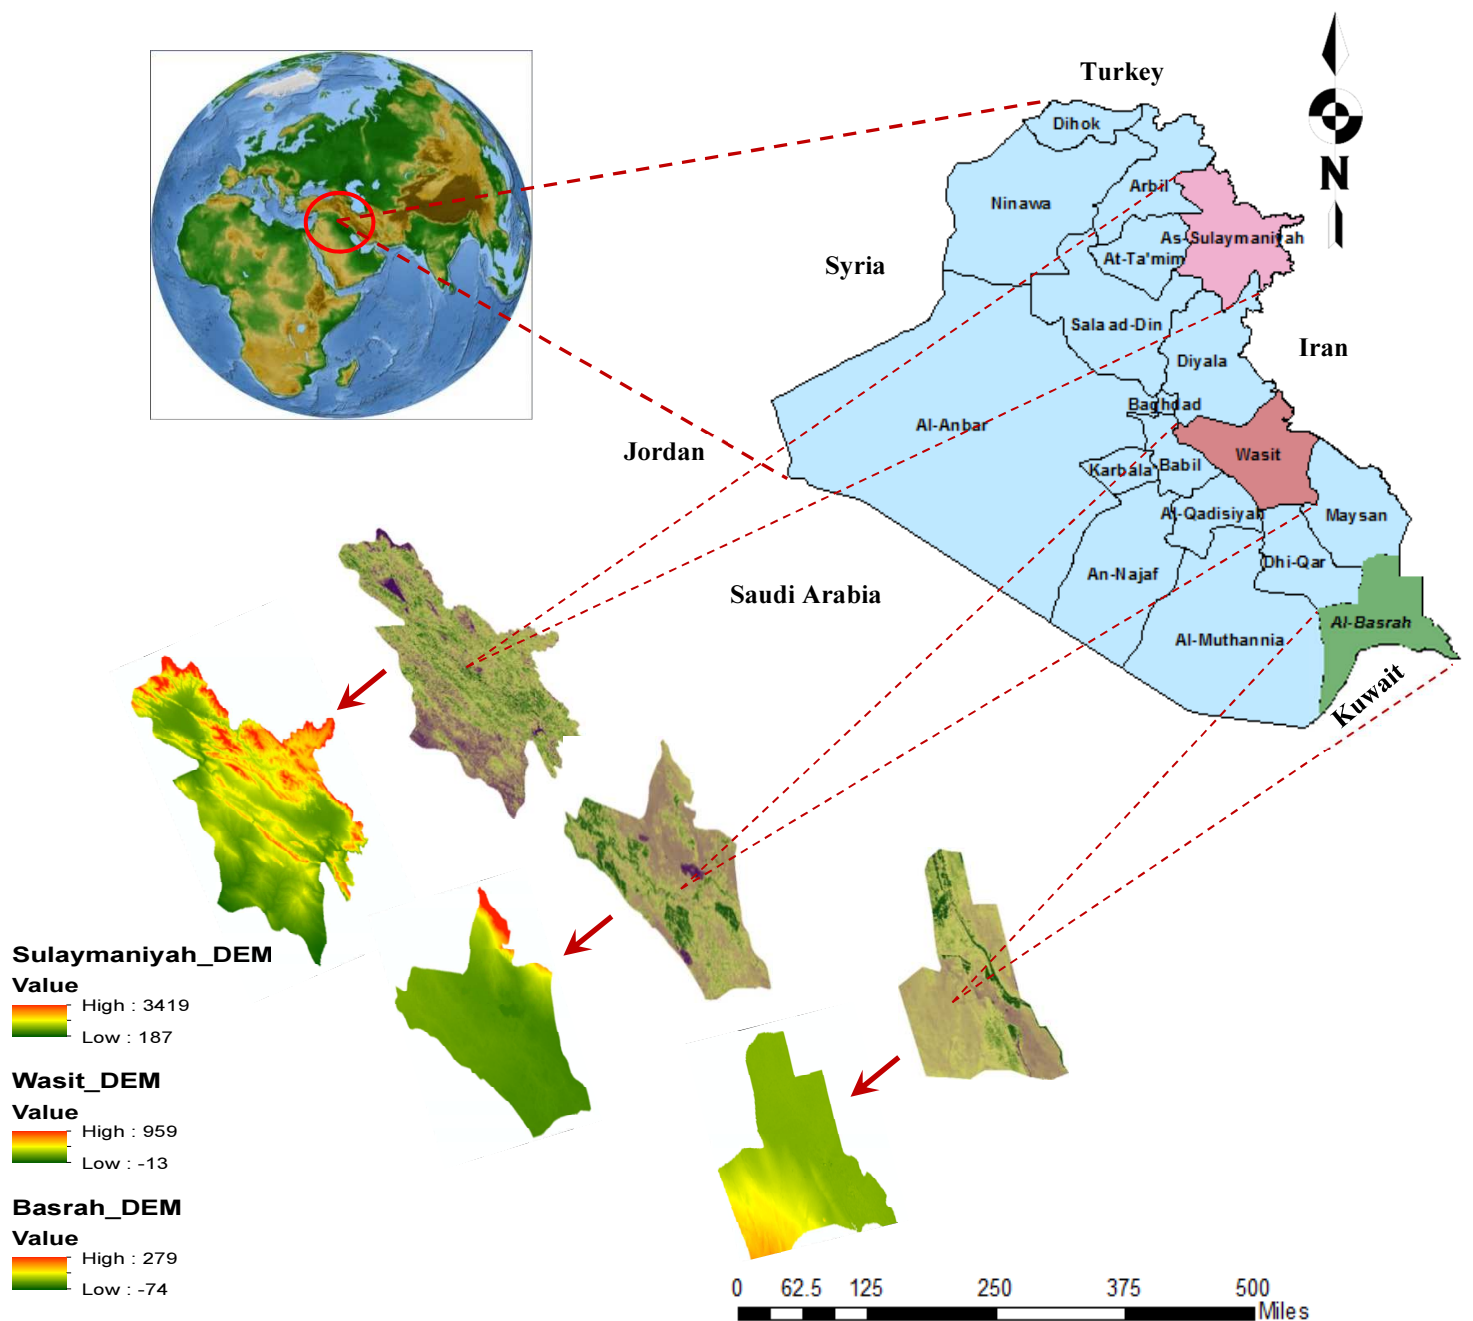 Turkey
N
Dihok
Arbil
Ninawa
As-Sulaymaniyah
At-Ta'mim
Syria
Salaad-Din
Iran
Diyala
Baghdad
Al-Anbar
Jordan
Wasit
Karbala
Babil
Al-Qadisiyah
Maysan
Dhi-Qar
An-Najaf
Saudi Arabia
Al-Basrah
Al-Muthannia
Kuwait
Sulaymaniyah_DEM
Value
High : 3419
Low : 187
Wasit_DEM
Value
High : 959
Low : -13
Basrah_DEM
Value
High : 279
Low : -74
0 62.5 125 250 375 500
Miles